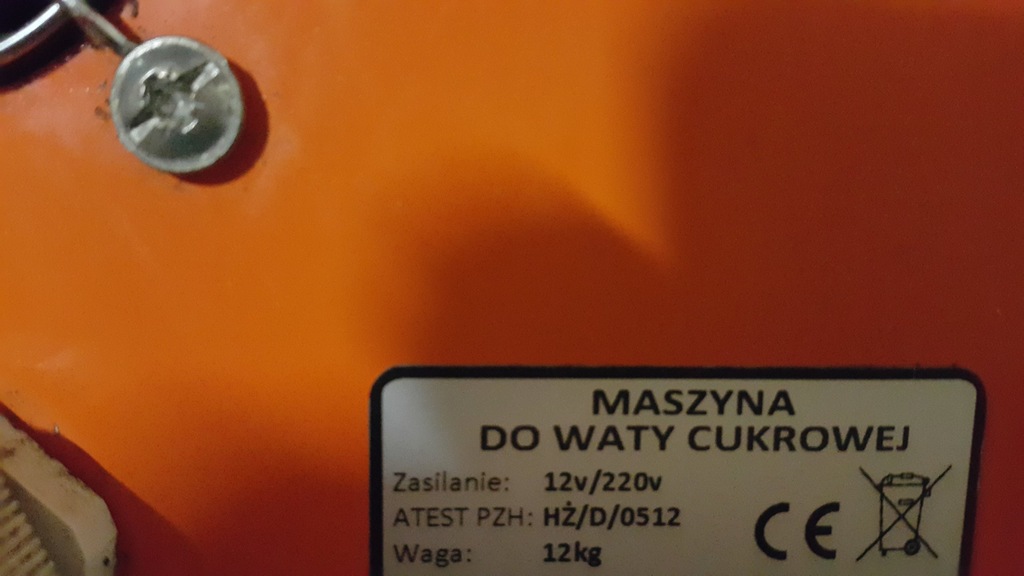 MASZYNA
DO WATY CUKROWEJ
Zasilanie: 12v/220v
ATEST PZH: HŻ/D/0512
Waga: 12kg
CE